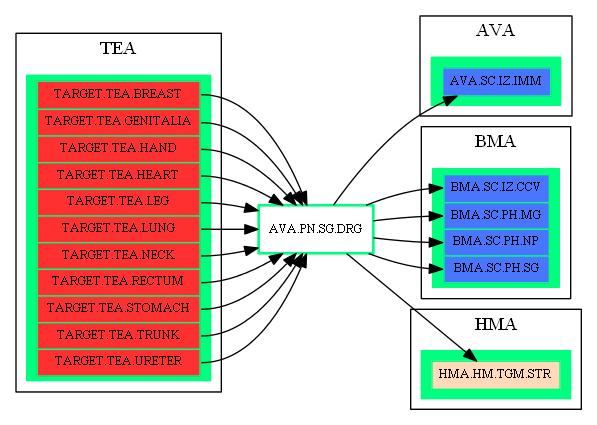 TEA
TARGET.TEA.BREAST
TARGET.TEA.GENITALIA
TARGET.TEA.HAND
TARGET.TEA.HEART
TARGET.TEA.LEG
TARGET.TEA.LUNG
TARGET.TEA.NECK
TARGET.TEA.RECTUM
TARGET.TEA.STOMACH
TARGET.TEA.TRUNK
TARGET.TEA.URETER
AVA.PN.SG.DRG
AVA
AVA.SC.IZ.IMM
BMA
BMA.SC.IZ.CCV
BMA.SC.PH.MG
BMA.SC.PH.NP
BMA.SC.PH.SG
HMA
HMA.HM.TGM.STR